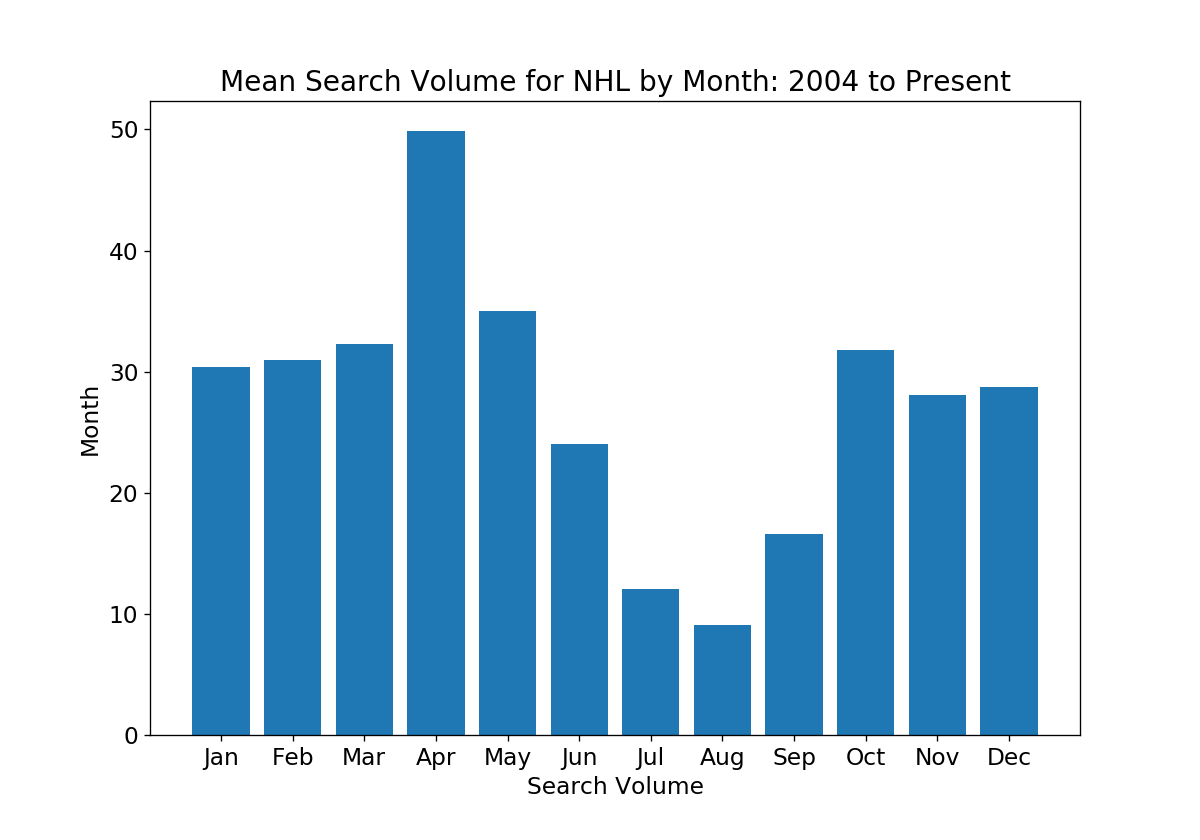 Mean Search Volume for NHL by Month: 2004 to Present
50
40
30
20
10
0
Month
Jan Feb Mar Apr May Jun Jul Aug Sep Oct Nov Dec
Search Volume